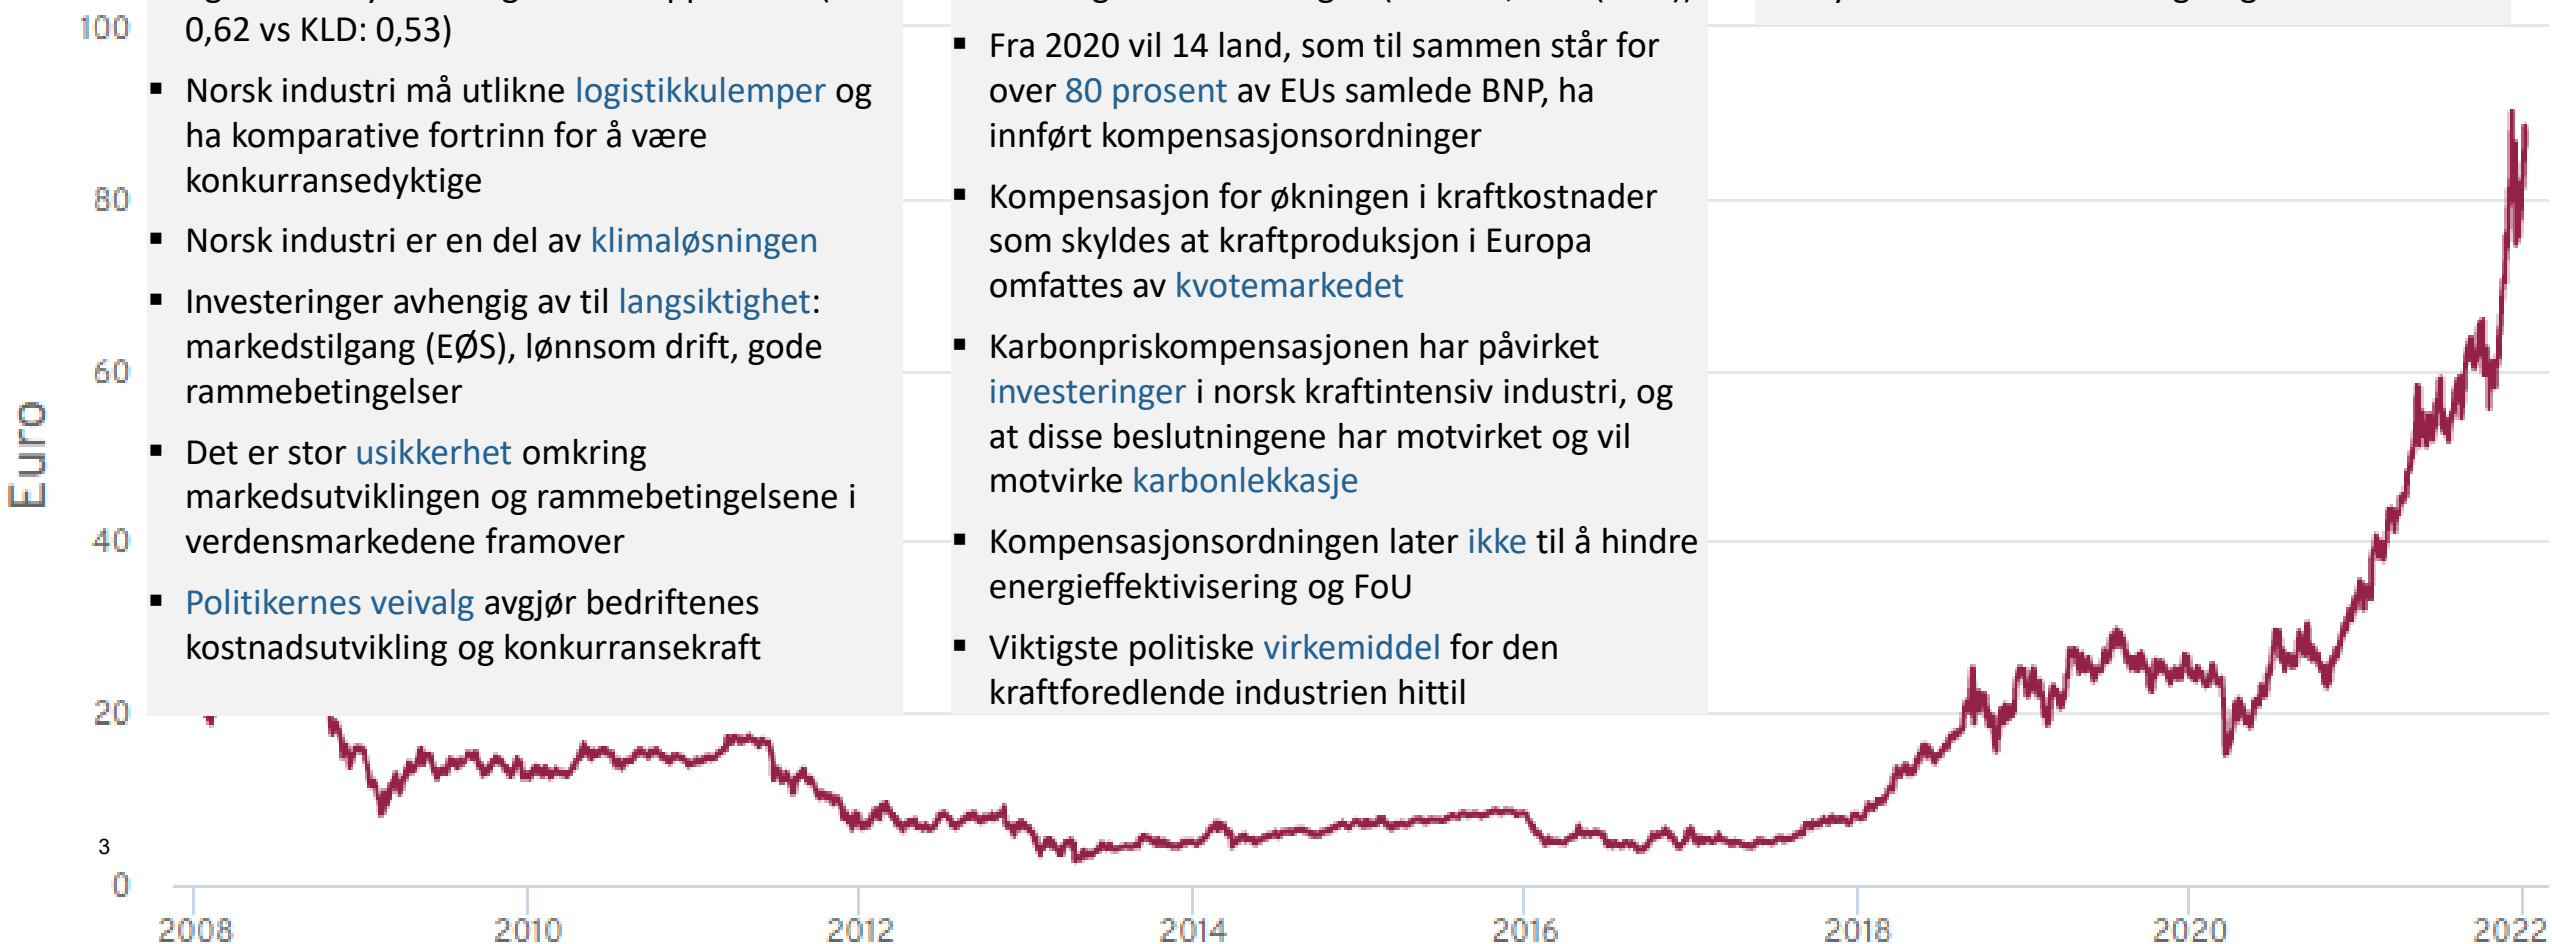 0,62 vs KLD: 0,53)
▪ Norsk industri må utlikne logistikkulemper og
ha komparative fortrinn for å være
konkurransedyktige
▪ Norsk industri er en del av klimaløsningen
▪ Investeringer avhengig av til langsiktighet:
markedstilgang (EØS), lønnsom drift, gode
rammebetingelser
▪ Det er stor usikkerhet omkring
markedsutviklingen og rammebetingelsene i
verdensmarkedene framover
▪ Politikernes veivalg avgjør bedriftenes
kostnadsutvikling og konkurransekraft
▪ Fra 2020 vil 14 land, som til sammen står for
over 80 prosent av EUs samlede BNP, ha
innført kompensasjonsordninger
▪ Kompensasjon for økningen i kraftkostnader
som skyldes at kraftproduksjon i Europa
omfattes av kvotemarkedet
▪ Karbonpriskompensasjonen har påvirket
investeringer i norsk kraftintensiv industri, og
at disse beslutningene har motvirket og vil
motvirke karbonlekkasje
▪ Kompensasjonsordningen later ikke til å hindre
energieffektivisering og FoU
▪ Viktigste politiske virkemiddel for den
kraftforedlende industrien hittil
Euro
100
80
60
40
20
3
0
2008 2010 2012 2014 2016 2018 2020 2022